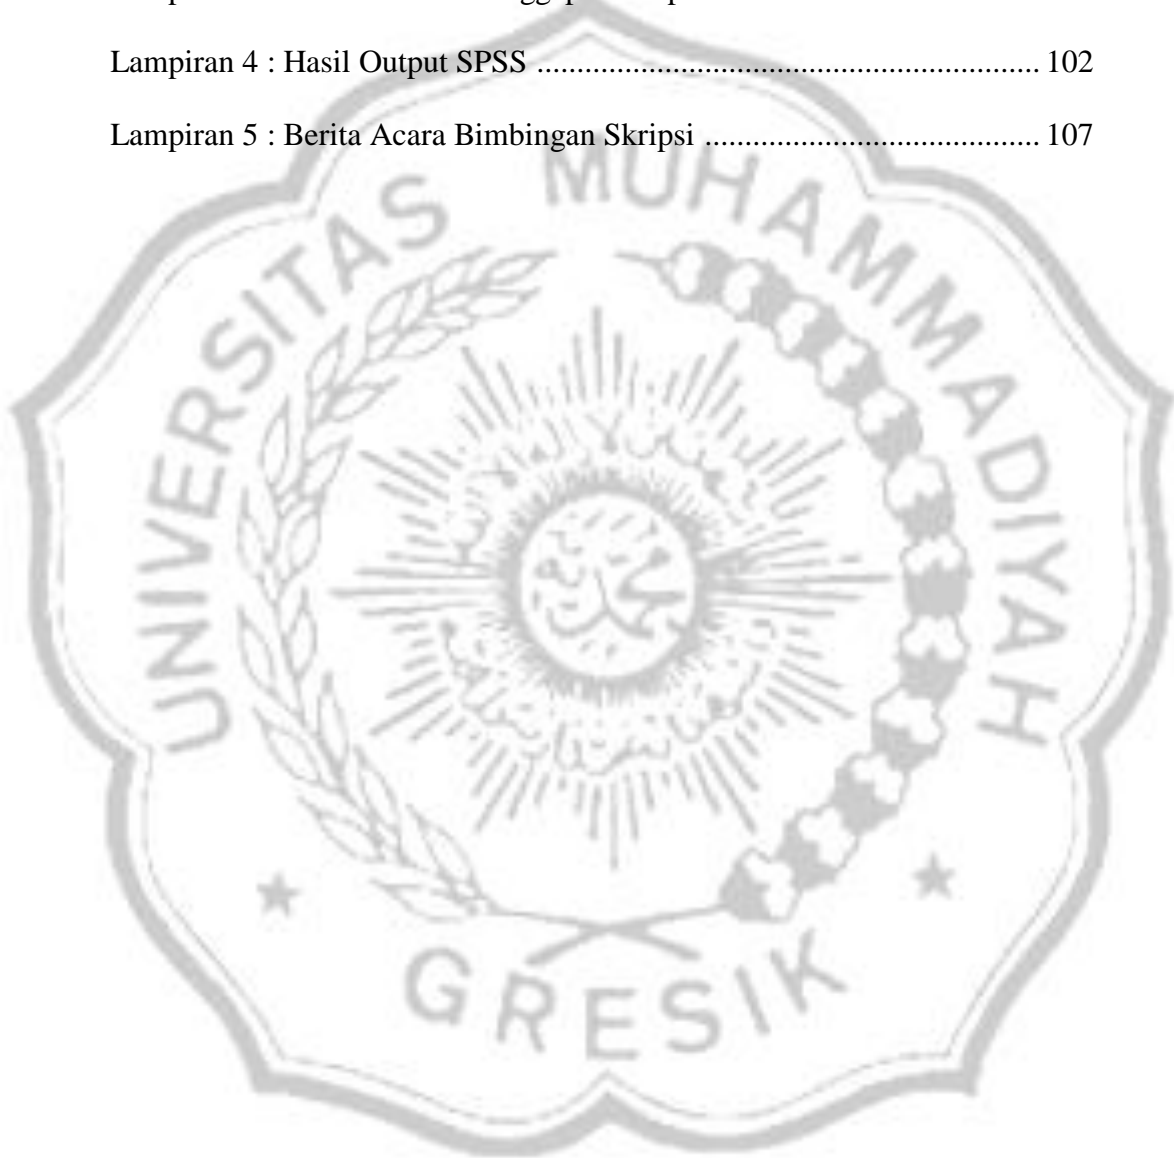 Lampiran 4 : Hasil Output SPSS ............................................................... 102
Lampiran 5 : Berita Acara Bimbingan Skripsi .......................................... 107
UNIVERSITAS MUHAMMADIYAH
GRESIK